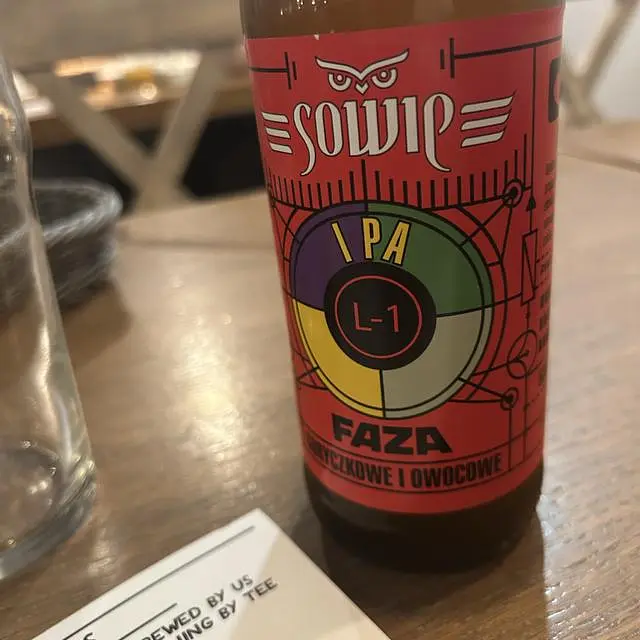 SOWIE
IPA
L-1
FAZA
I OWOCOWE
BY US
BY TEE